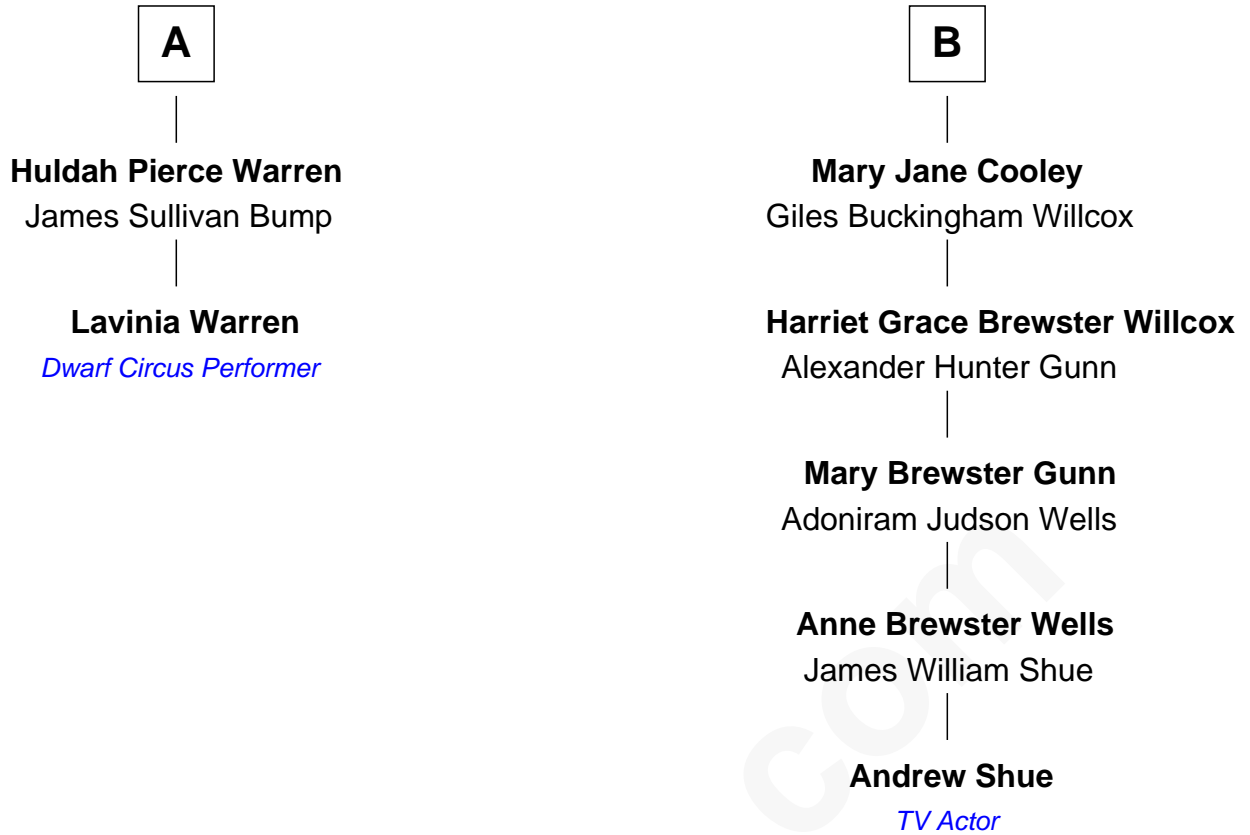 A
Huldah Pierce Warren
James Sullivan Bump
Lavinia Warren
Dwarf Circus Performer
B
Mary Jane Cooley
Giles Buckingham Willcox
Harriet Grace Brewster Willcox
Alexander Hunter Gunn
Mary Brewster Gunn
Adoniram Judson Wells
Anne Brewster Wells
James William Shue
Andrew Shue
TV Actor
com